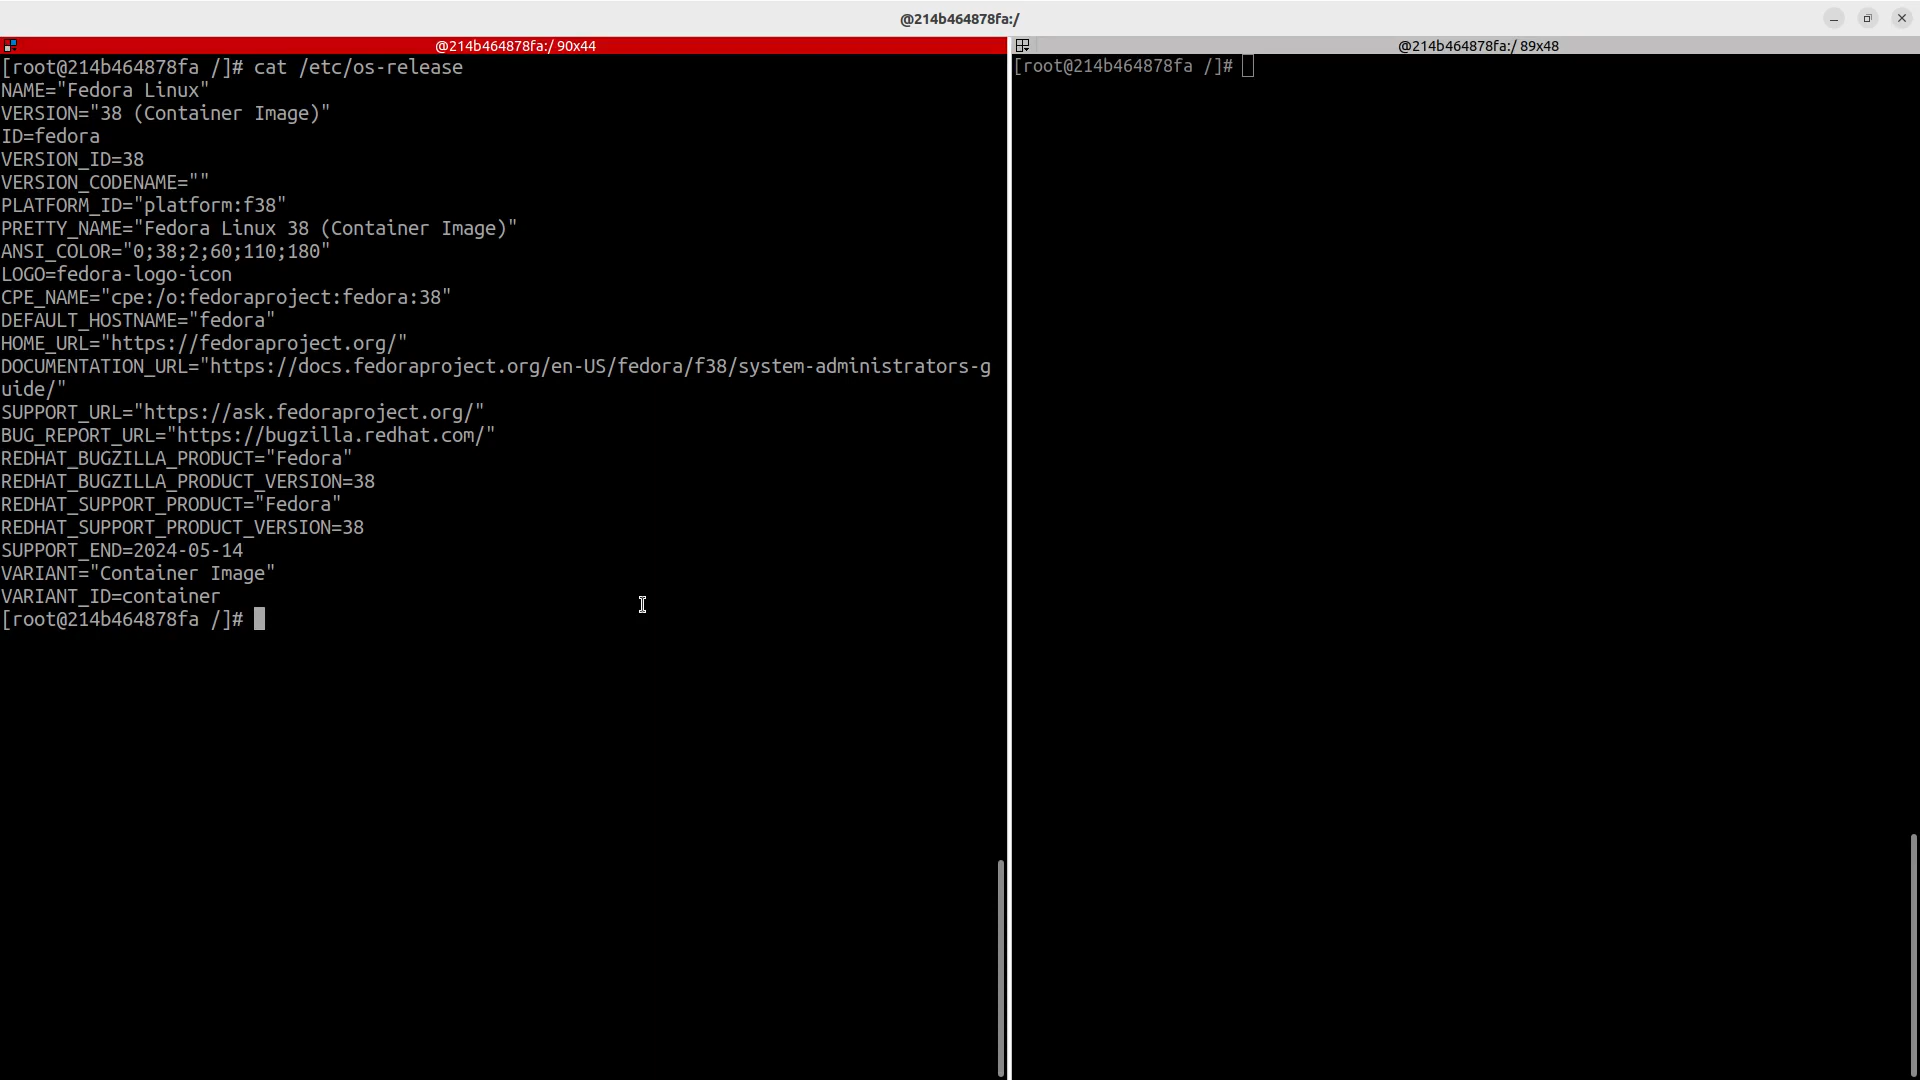 @214b464878fa:/
@214b464878fa:/ 90x44
[root@214b464878fa /]# cat /etc/os-release
NAME="Fedora Linux"
VERSION="38 (Container Image)"
ID=fedora
VERSION_ID=38
VERSION_CODENAME=""
PLATFORM_ID="platform:f38"
PRETTY_NAME="Fedora Linux 38 (Container Image)"
ANSI_COLOR="0;38;2;60;110;180"
LOGO=fedora-logo-icon
CPE_NAME="cpe:/o:fedoraproject:fedora:38"
DEFAULT_HOSTNAME="fedora"
HOME_URL="https://fedoraproject.org/"
DOCUMENTATION_URL="https://docs.fedoraproject.org/en-US/fedora/f38/system-administrators-g
uide/"
SUPPORT_URL="https://ask.fedoraproject.org/"
BUG_REPORT_URL="https://bugzilla.redhat.com/"
REDHAT_BUGZILLA_PRODUCT="Fedora"
REDHAT_BUGZILLA_PRODUCT_VERSION=38
REDHAT_SUPPORT_PRODUCT="Fedora"
REDHAT_SUPPORT_PRODUCT_VERSION=38
SUPPORT_END=2024-05-14
VARIANT="Container Image"
VARIANT_ID=container
[root@214b464878fa /]#
@214b464878fa:/ 89x48
[root@214b464878fa /]#